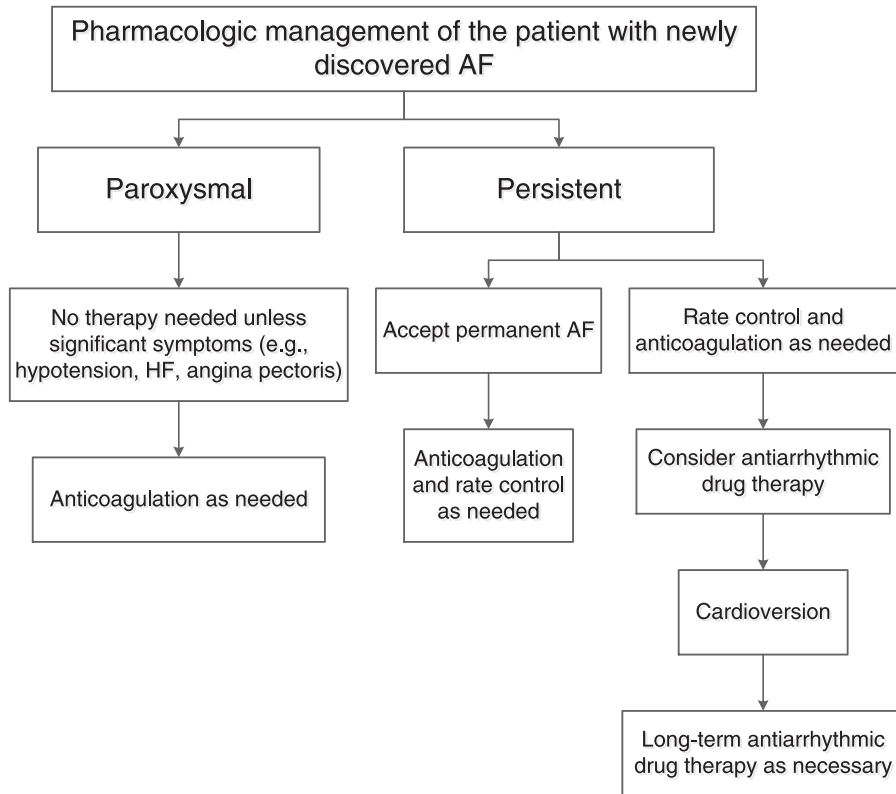 Pharmacologic management of the patient with newly
discovered AF
Paroxysmal
Persistent
No therapy needed unless
significant symptoms (e.g.,
hypotension, HF, angina pectoris)
Accept permanent AF
Rate control and
anticoagulation as needed
Anticoagulation as needed
Anticoagulation
and rate control
as needed
Consider antiarrhythmic
drug therapy
Cardioversion
Long-term antiarrhythmic
drug therapy as necessary